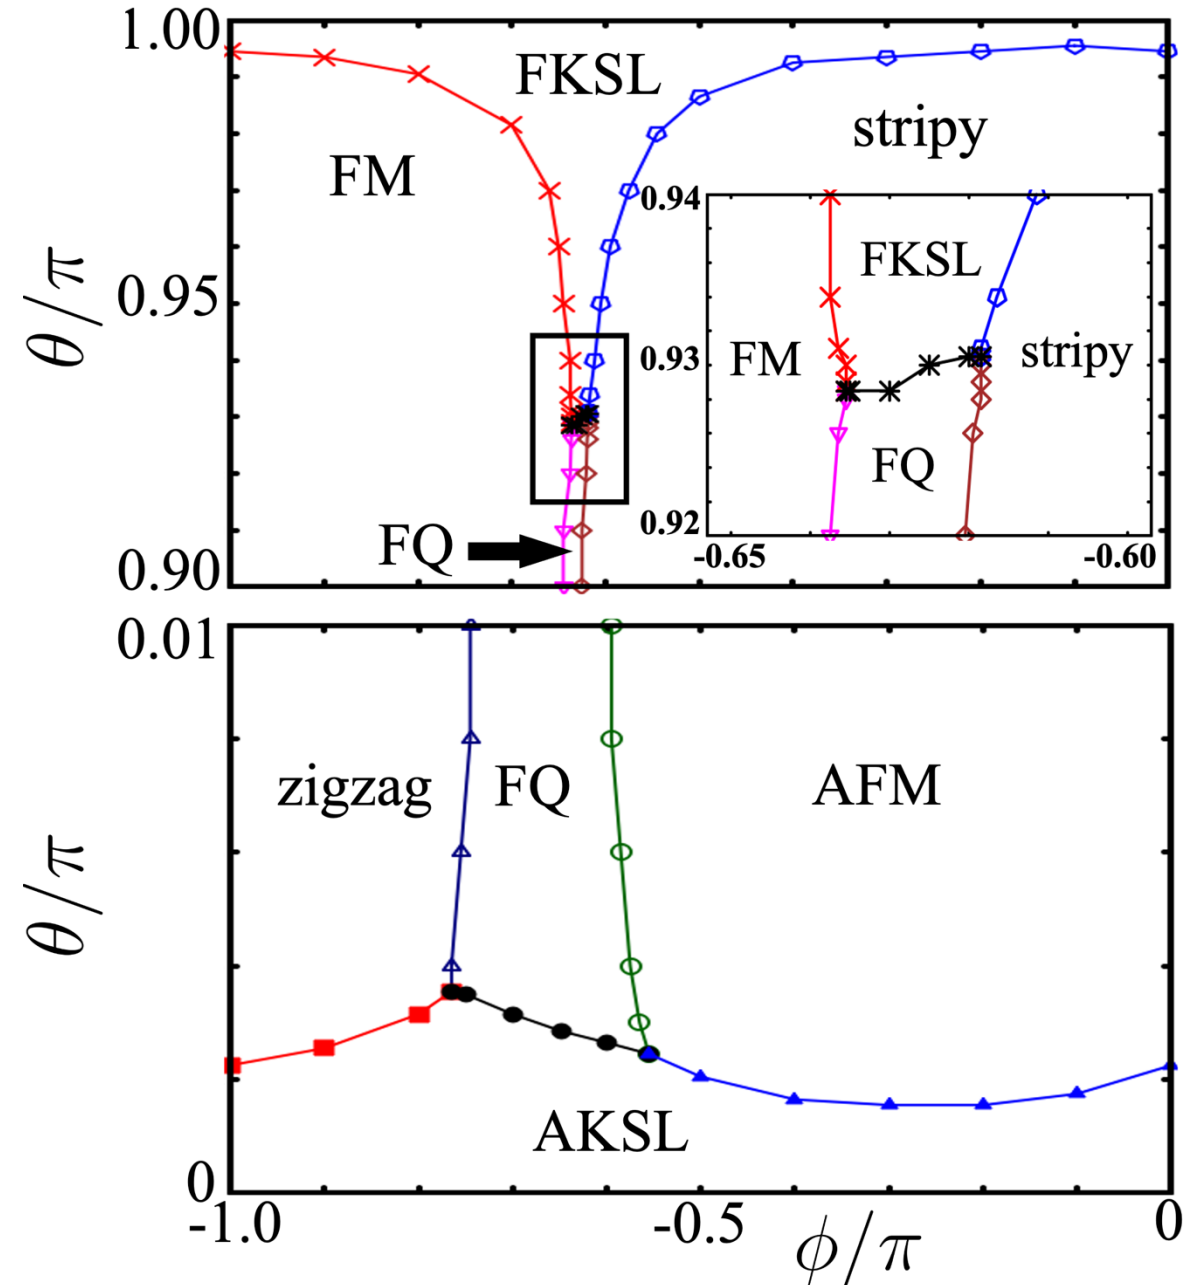 1.00
FKSL
FM
stripy
θ/π
0.95
0.94
FKSL
0.93
FM
stripy
FQ
0.92
-0.65
-0.60
FQ
0.90
0.01
zigzag
FQ
AFM
θ/π
AKSL
0
-1.0
-0.5
ϕ/π
0